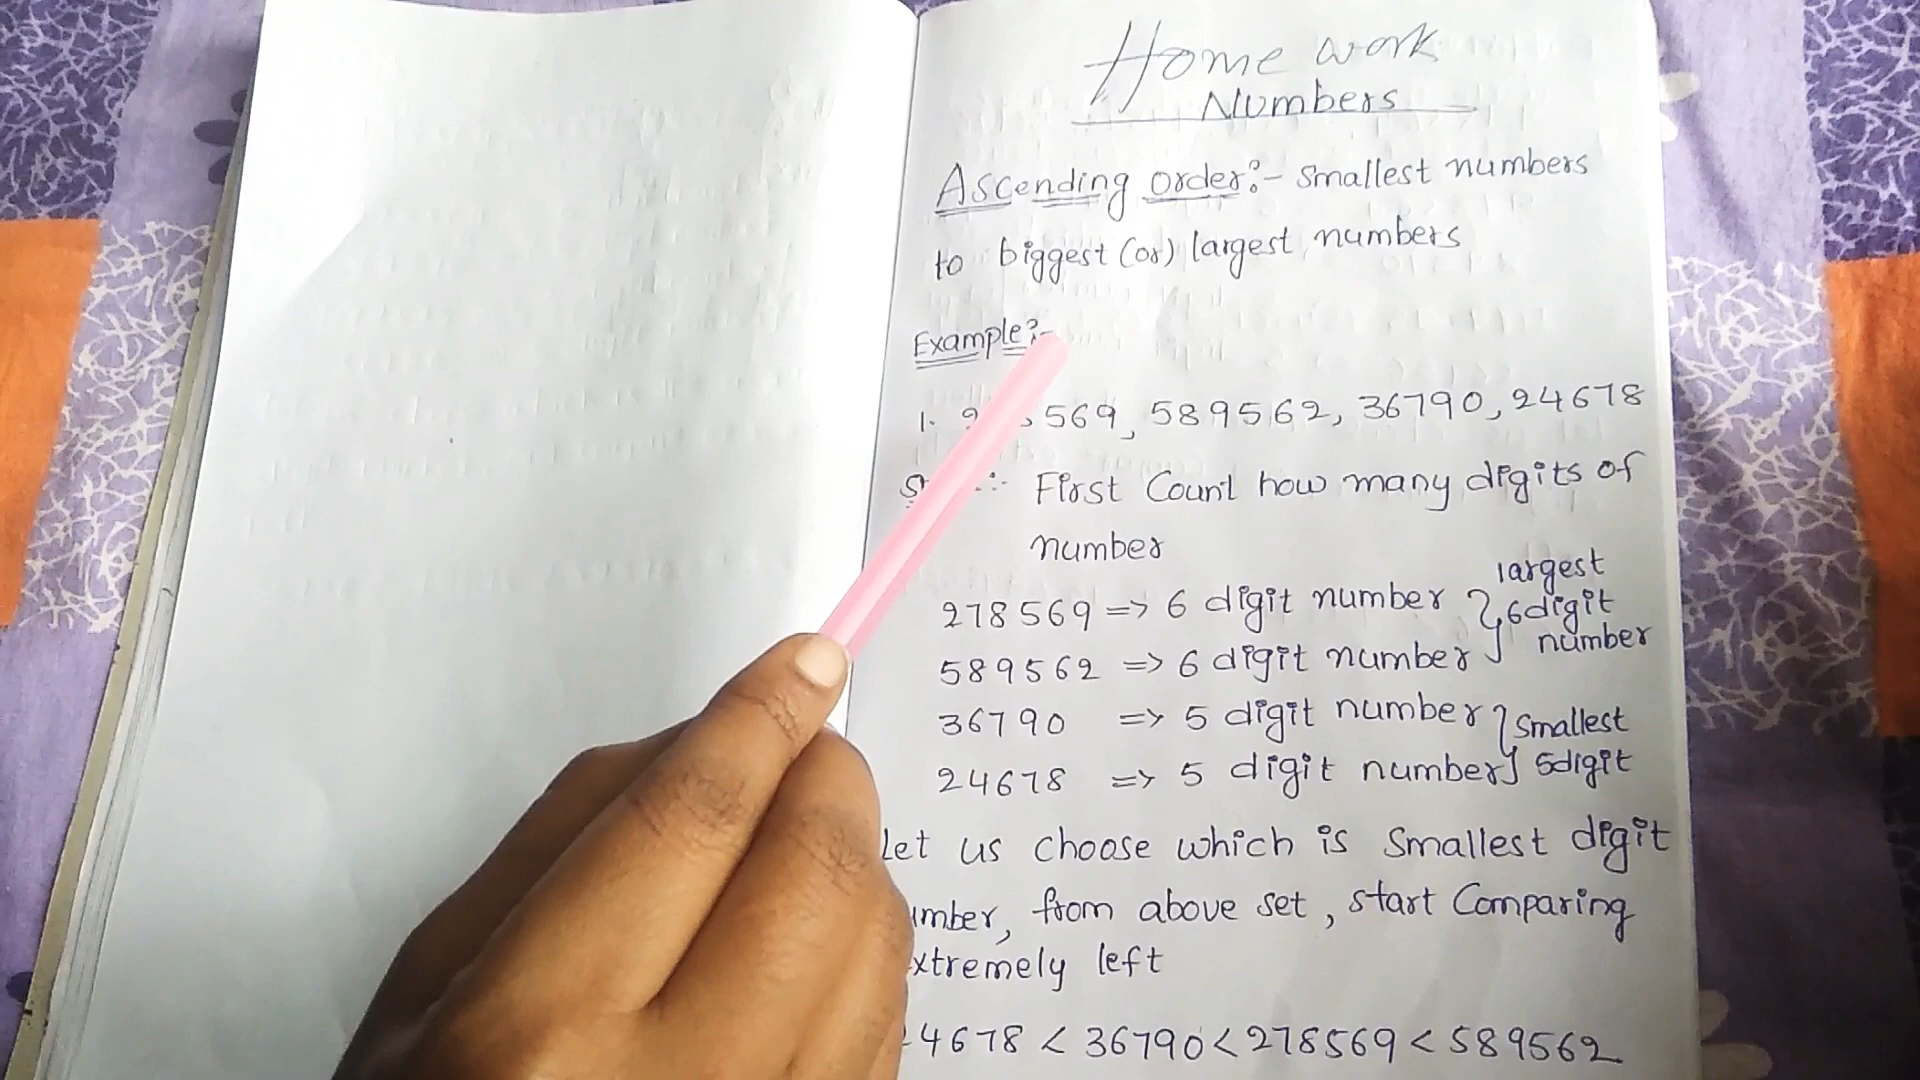 Home work
Numbers
Ascending order:- smallest numbers
to biggest (or) largest numbers
Example:-
1. 569, 589562, 36790, 24678
First Count how many digits of
number
278569 => 6 digit number } largest 6digit number
589562 => 6 digit number
36790 => 5 digit number } smallest 5digit
24678 => 5 digit number
Let us choose which is smallest digit
from above set, start Comparing
left
4678 < 36790 < 278569 < 589562